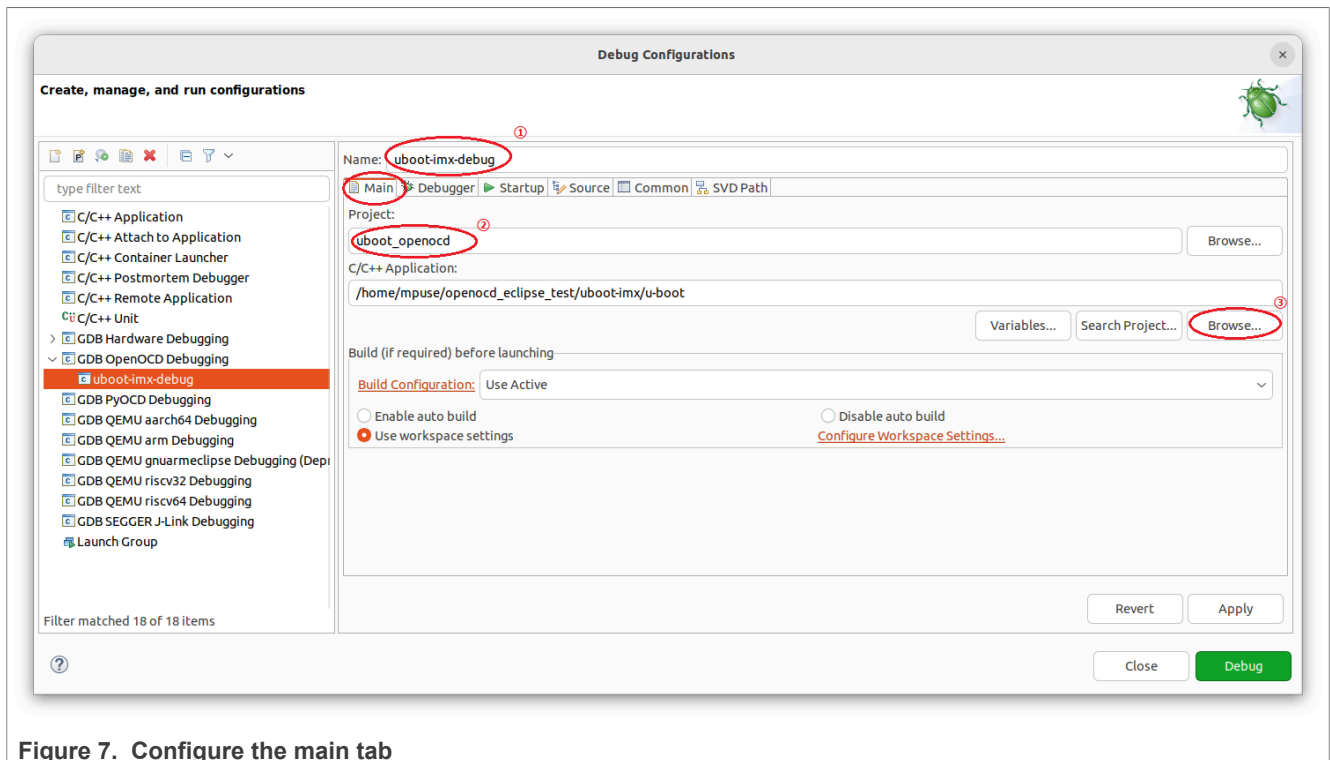 Debug Configurations
Create, manage, and run configurations
①
Name: uboot-imx-debug
type filter text
Main Debugger Startup Source Common SVD Path
C/C++ Application
C/C++ Attach to Application
C/C++ Container Launcher
C/C++ Postmortem Debugger
C/C++ Remote Application
C/C++ Unit
GDB Hardware Debugging
GDB OpenOCD Debugging
uboot-imx-debug
GDB PyOCD Debugging
GDB QEMU aarch64 Debugging
GDB QEMU arm Debugging
GDB QEMU gnuarmeclipse Debugging (Depr
GDB QEMU riscv32 Debugging
GDB QEMU riscv64 Debugging
GDB SEGGER J-Link Debugging
Launch Group
Filter matched 18 of 18 items
Project:
②
uboot_openocd Browse...
C/C++ Application:
/home/mpuse/openocd_eclipse_test/uboot-imx/u-boot
③
Variables... Search Project... Browse...
Build (if required) before launching
Build Configuration: Use Active
Enable auto build Disable auto build
Use workspace settings Configure Workspace Settings...
Revert Apply
Close Debug
Figure 7. Configure the main tab